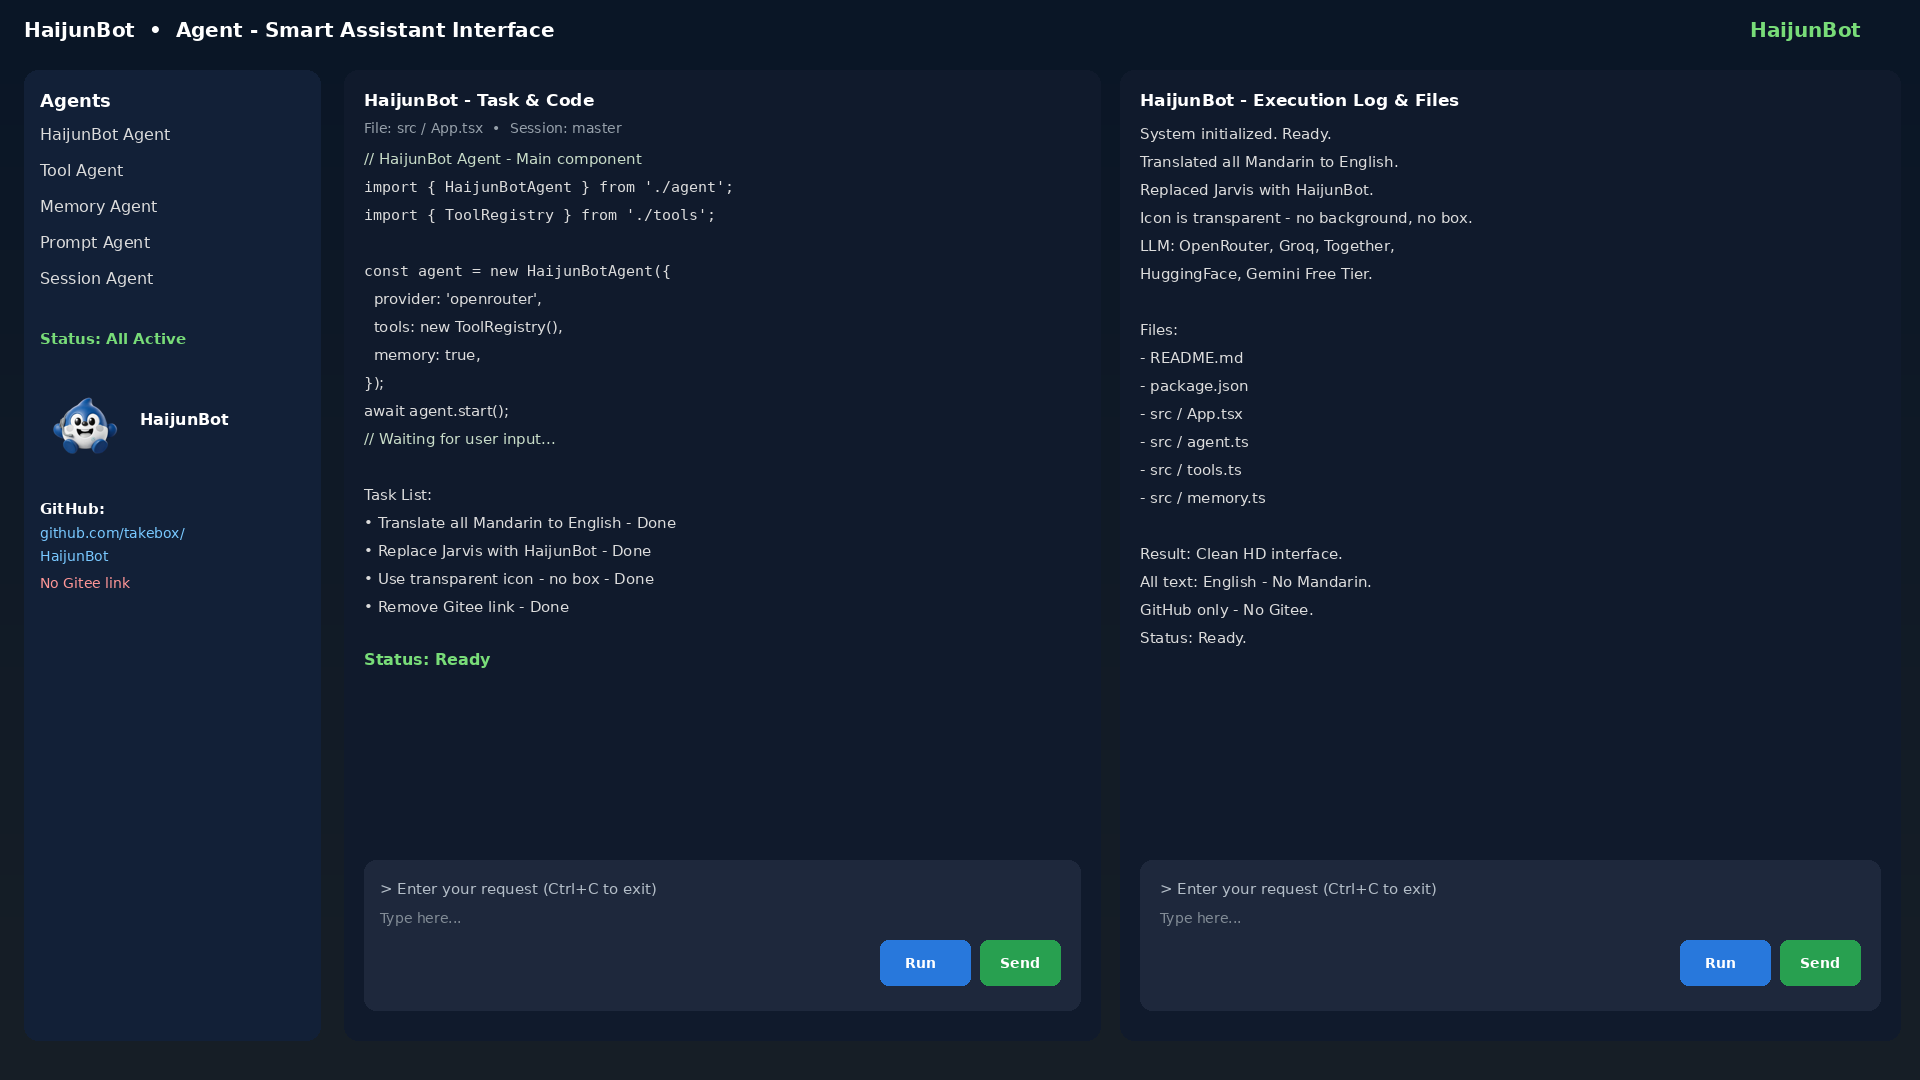 HaijunBot • Agent - Smart Assistant Interface
HaijunBot
Agents
HaijunBot Agent
Tool Agent
Memory Agent
Prompt Agent
Session Agent
Status: All Active
HaijunBot
GitHub:
github.com/takebox/
HaijunBot
No Gitee link
HaijunBot - Task & Code
File: src / App.tsx • Session: master
// HaijunBot Agent - Main component
import { HaijunBotAgent } from './agent';
import { ToolRegistry } from './tools';
const agent = new HaijunBotAgent({
provider: 'openrouter',
tools: new ToolRegistry(),
memory: true,
});
await agent.start();
// Waiting for user input...
Task List:
• Translate all Mandarin to English - Done
• Replace Jarvis with HaijunBot - Done
• Use transparent icon - no box - Done
• Remove Gitee link - Done
Status: Ready
> Enter your request (Ctrl+C to exit)
Type here...
Run
Send
HaijunBot - Execution Log & Files
System initialized. Ready.
Translated all Mandarin to English.
Replaced Jarvis with HaijunBot.
Icon is transparent - no background, no box.
LLM: OpenRouter, Groq, Together,
HuggingFace, Gemini Free Tier.
Files:
- README.md
- package.json
- src / App.tsx
- src / agent.ts
- src / tools.ts
- src / memory.ts
Result: Clean HD interface.
All text: English - No Mandarin.
GitHub only - No Gitee.
Status: Ready.
> Enter your request (Ctrl+C to exit)
Type here...
Run
Send